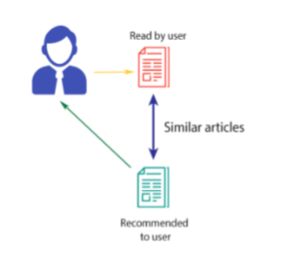 Read by user
Similar articles
Recommended
to user